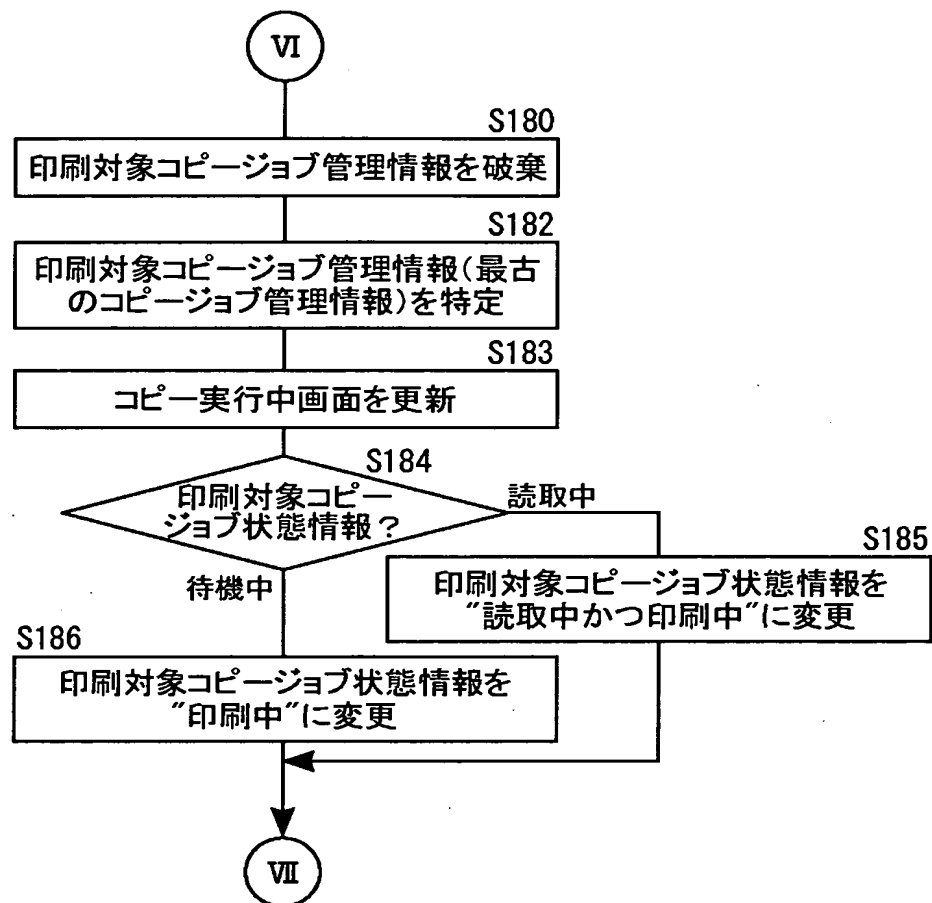 VI
S180
印刷対象コピージョブ管理情報を破棄
S182
印刷対象コピージョブ管理情報(最古
のコピージョブ管理情報)を特定
S183
コピー実行中画面を更新
S184
印刷対象コピー
ジョブ状態情報?
読取中
待機中
S185
印刷対象コピージョブ状態情報を
"読取中かつ印刷中"に変更
S186
印刷対象コピージョブ状態情報を
"印刷中"に変更
VII